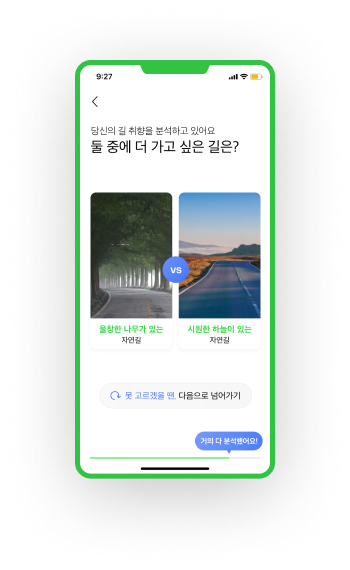 9:27
당신의 길 취향을 분석하고 있어요
둘 중에 더 가고 싶은 길은?
VS
울창한 나무가 있는
자연길
시원한 하늘이 있는
자연길
못 고르겠을 땐, 다음으로 넘어가기
거의 다 분석했어요!